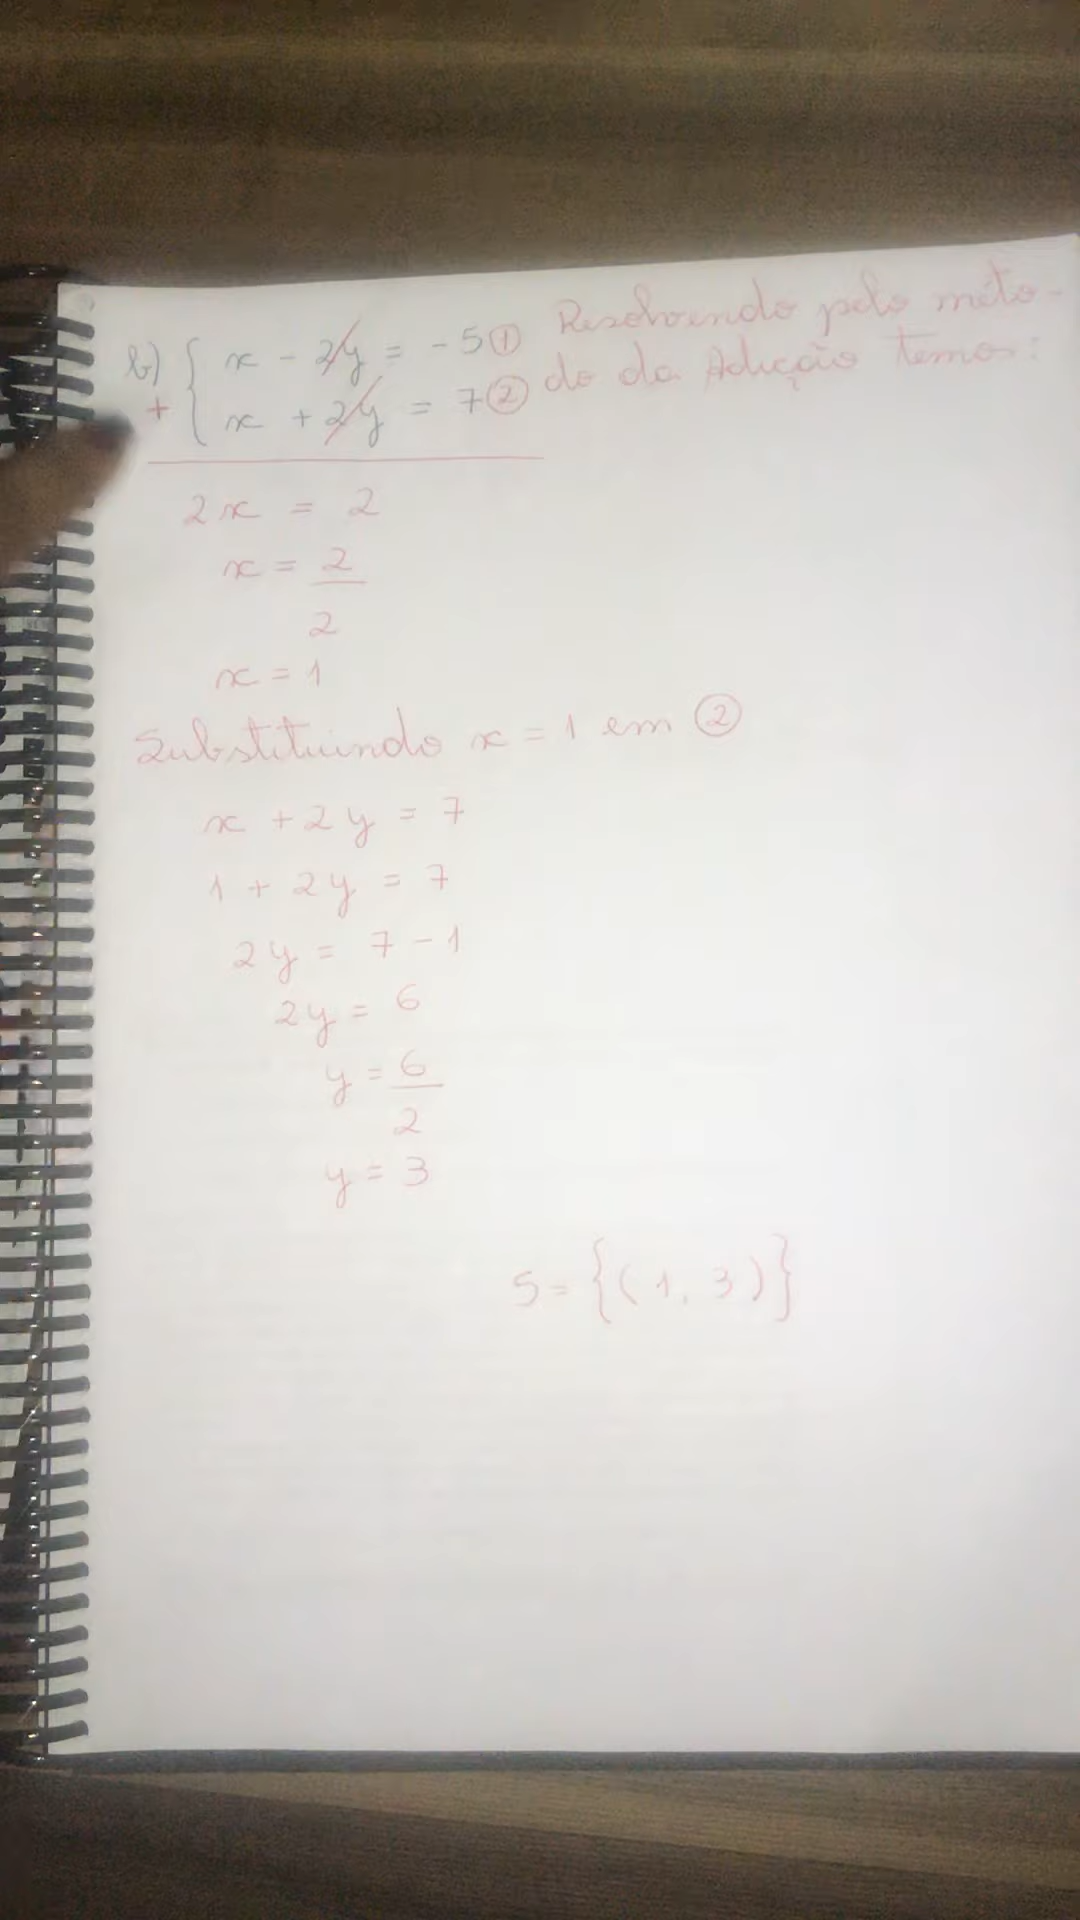 b) { x - 2y = -5 ① Resolvendo pelo méto-
+ { x + 2y = 7 ② do da Adição temos:
2x = 2
x = 2
2
x = 1
Substituindo x = 1 em ②
x + 2y = 7
1 + 2y = 7
2y = 7 - 1
2y = 6
y = 6
2
y = 3
S = {(1, 3)}